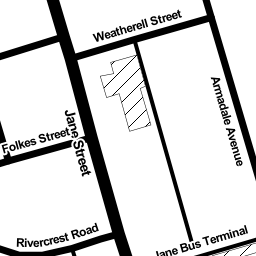 Weatherell Street
Armadale Avenue
Jane Street
Folkes Street
Rivercrest Road
Jane Bus Terminal